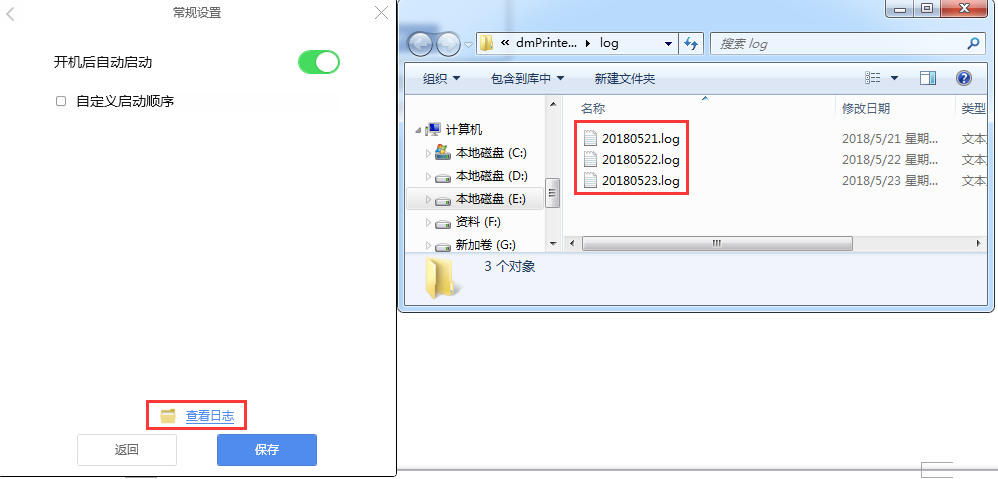 常规设置
开机后自动启动
自定义启动顺序
查看日志
返回
保存
« dmPrinte... log
搜索 log
组织 包含到库中 新建文件夹
名称 修改日期 类型
计算机
本地磁盘 (C:)
本地磁盘 (D:)
本地磁盘 (E:)
资料 (F:)
新加卷 (G:)
20180521.log 2018/5/21 星期... 文本
20180522.log 2018/5/22 星期... 文本
20180523.log 2018/5/23 星期... 文本
3 个对象